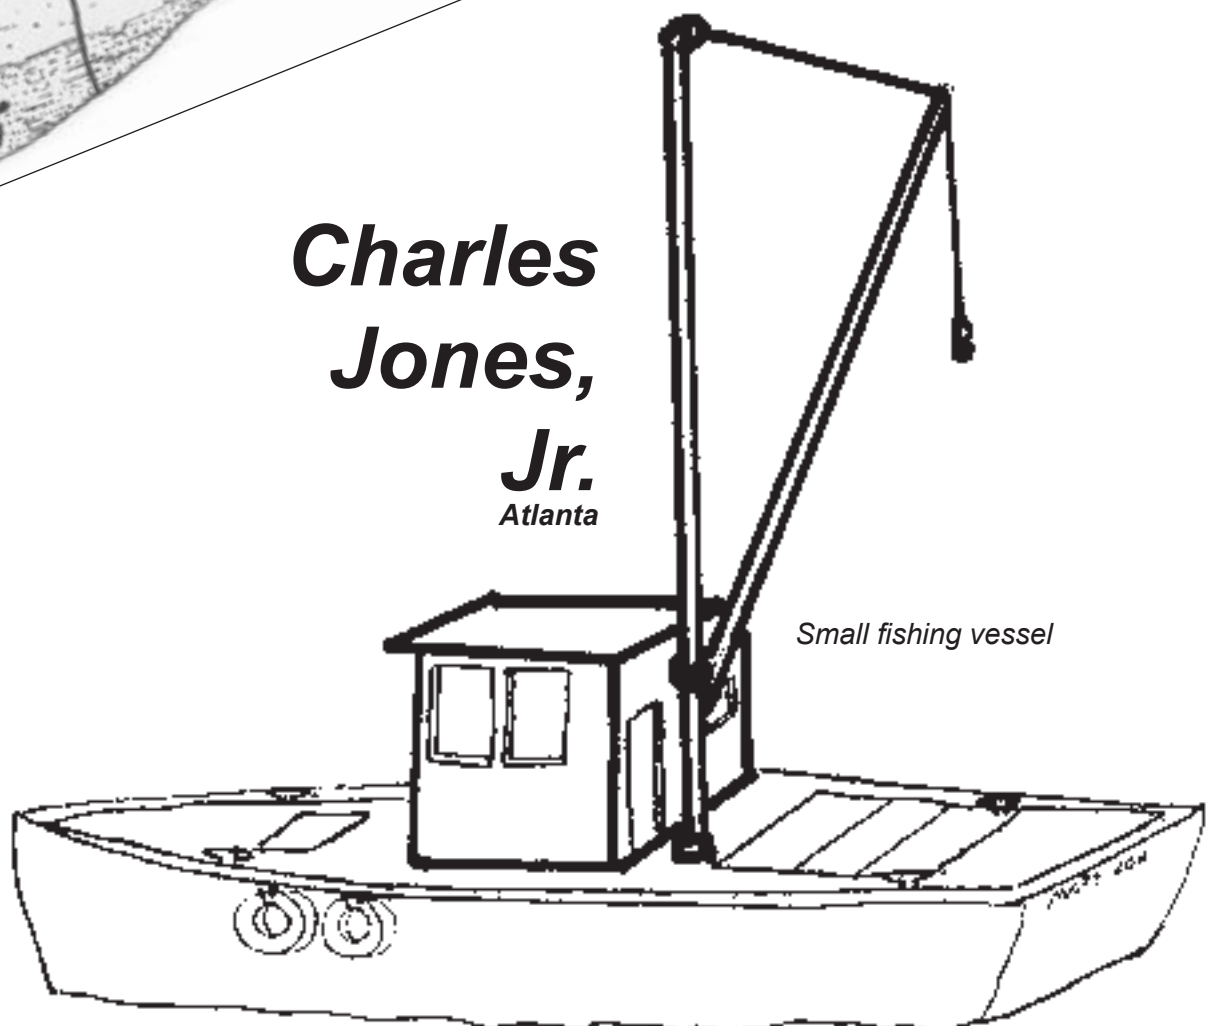 Charles
Jones,
Jr.
Atlanta
Small fishing vessel